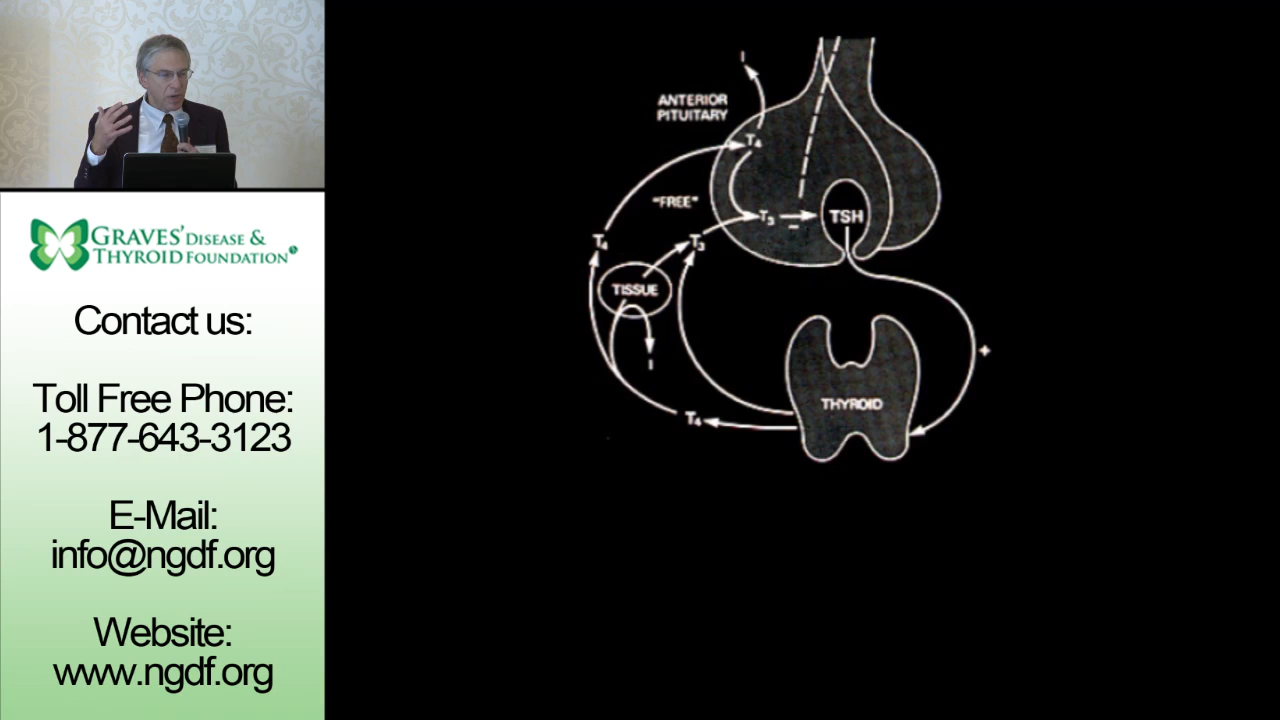 GRAVES' DISEASE &
THYROID FOUNDATION
Contact us:
Toll Free Phone:
1-877-643-3123
E-Mail:
info@ngdf.org
Website:
www.ngdf.org
I
ANTERIOR
PITUITARY
T4
"FREE"
T3
–
TSH
T4
T3
TISSUE
I
+
THYROID
T4